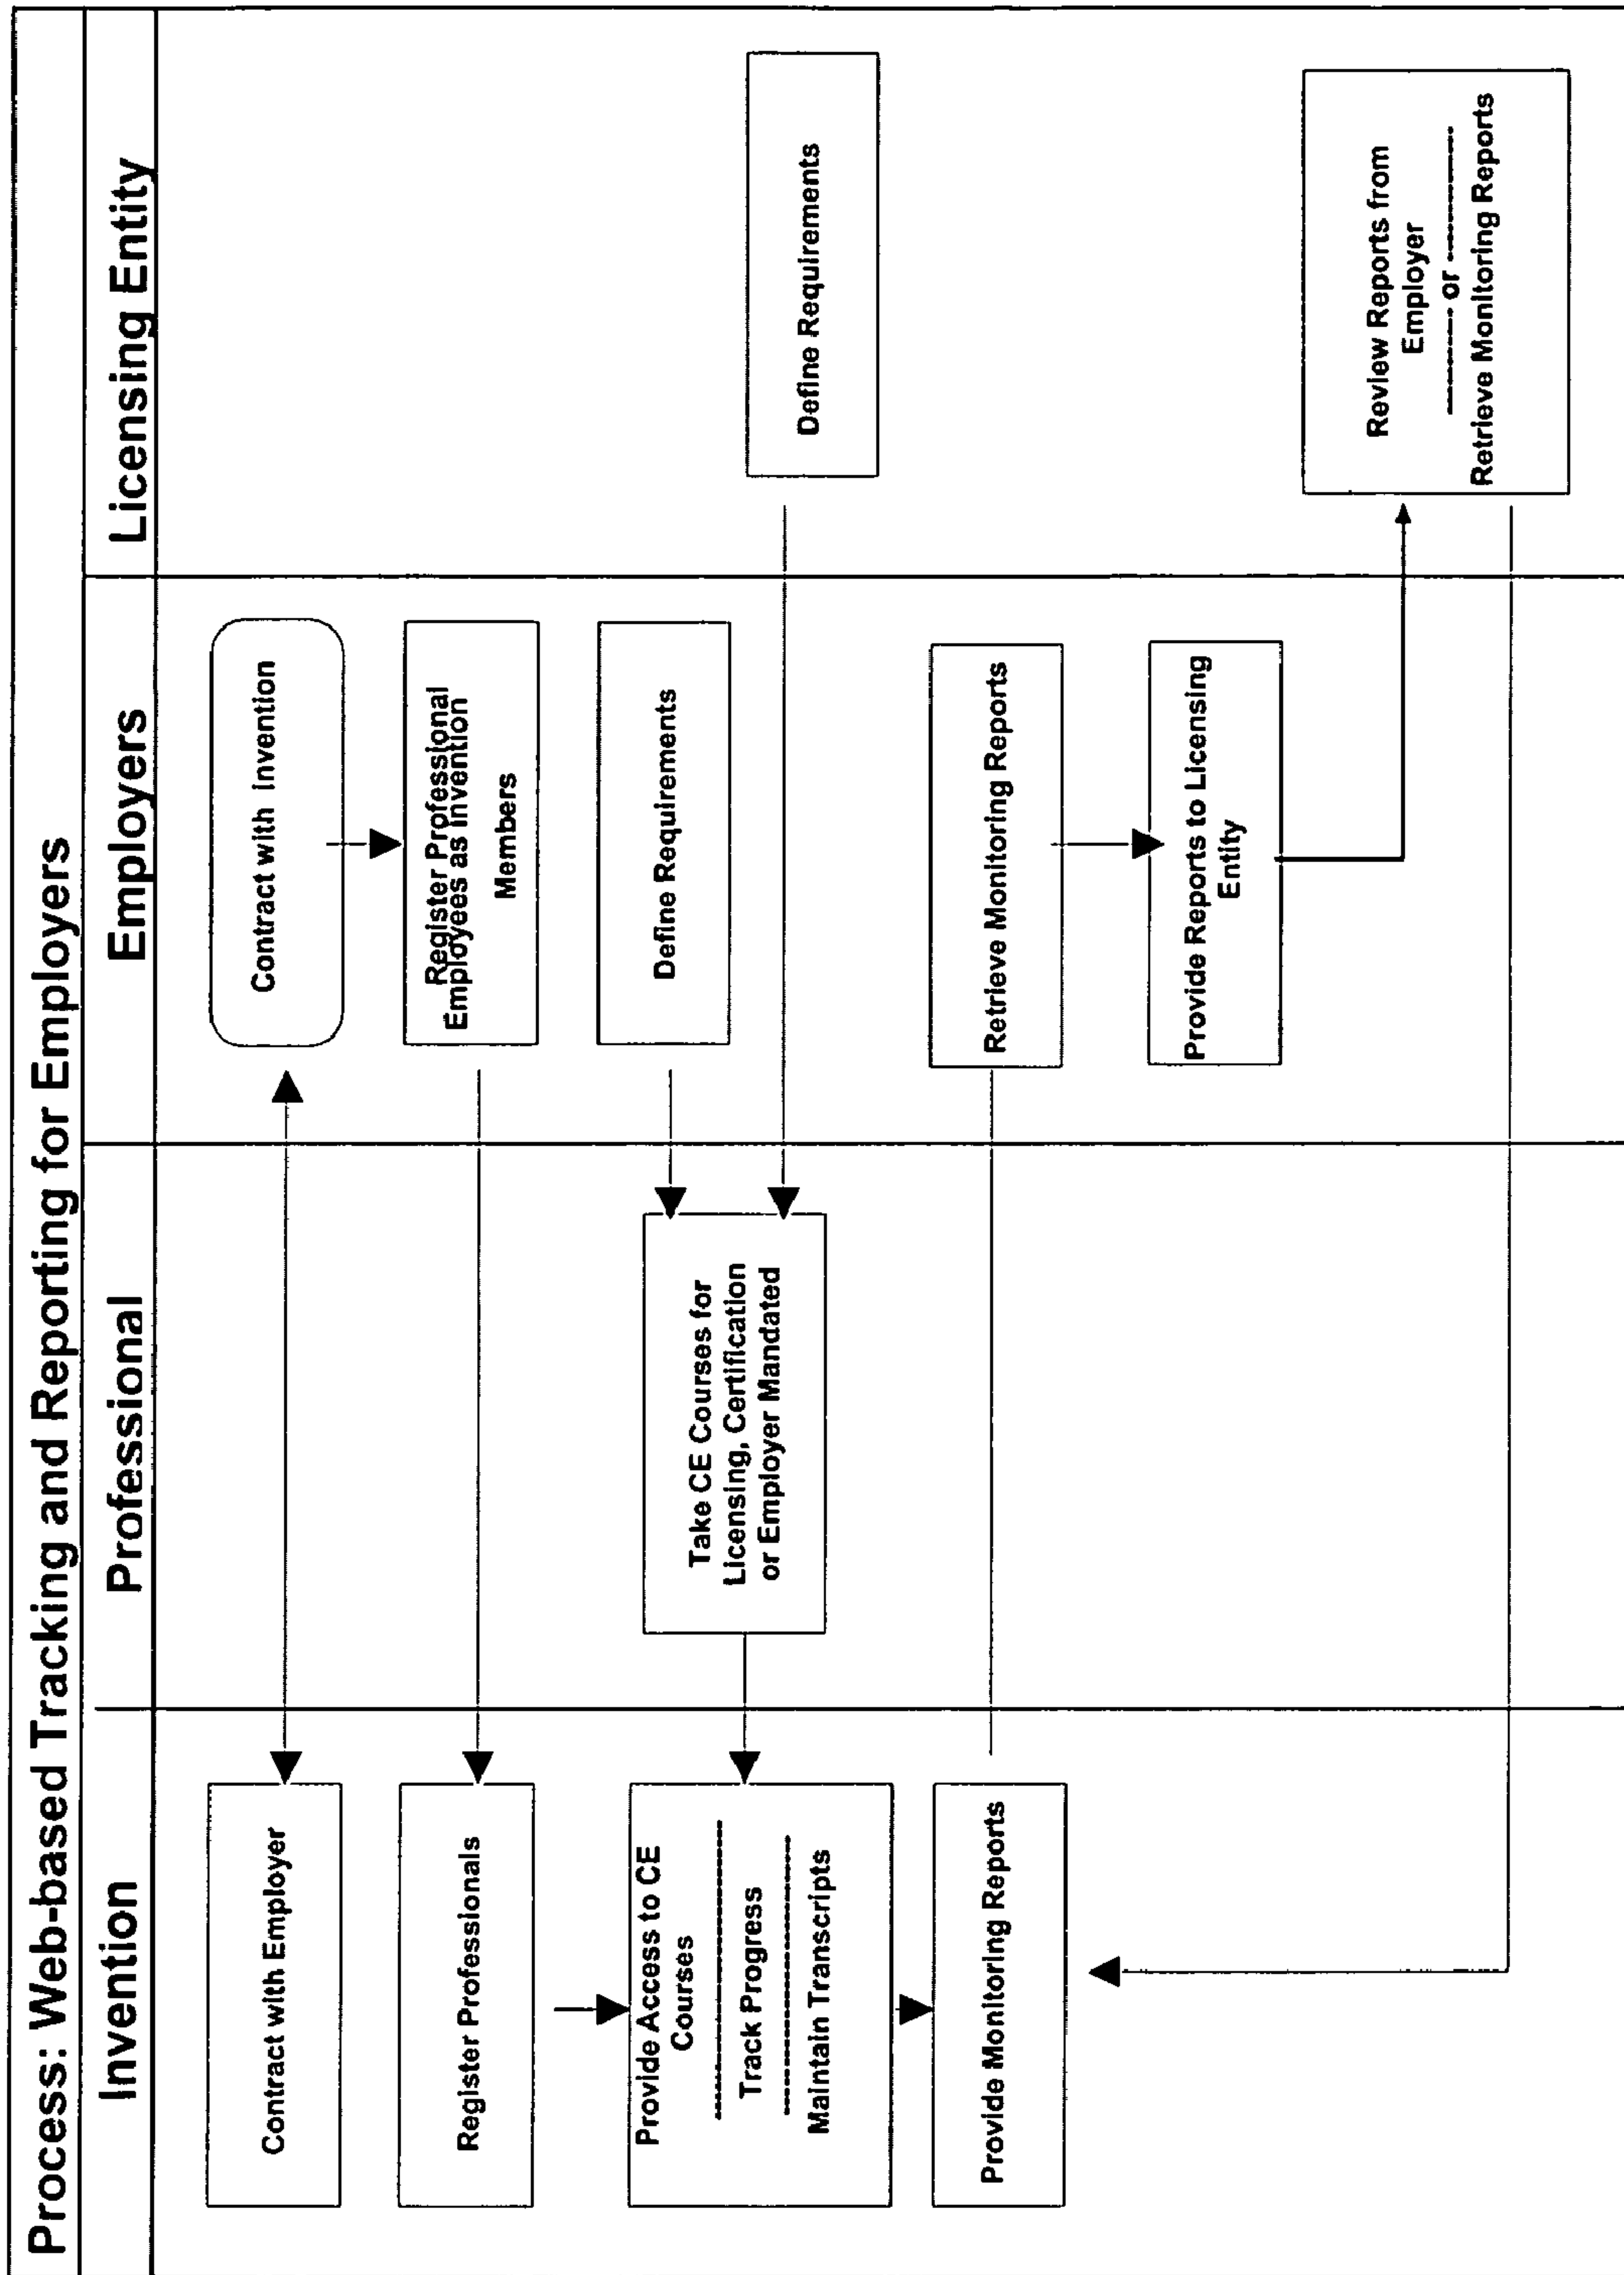 Process: Web-based Tracking and Reporting for Employers
Invention
Professional
Employers
Licensing Entity
Contract with Employer
Contract with invention
Register Professionals
Register Professional
Employees as Invention
Members
Provide Access to CE
Courses
Track Progress
Maintain Transcripts
Take CE Courses for
Licensing, Certification
or Employer Mandated
Define Requirements
Define Requirements
Provide Monitoring Reports
Retrieve Monitoring Reports
Provide Reports to Licensing
Entity
Review Reports from
Employer
-------- or ---------
Retrieve Monitoring Reports